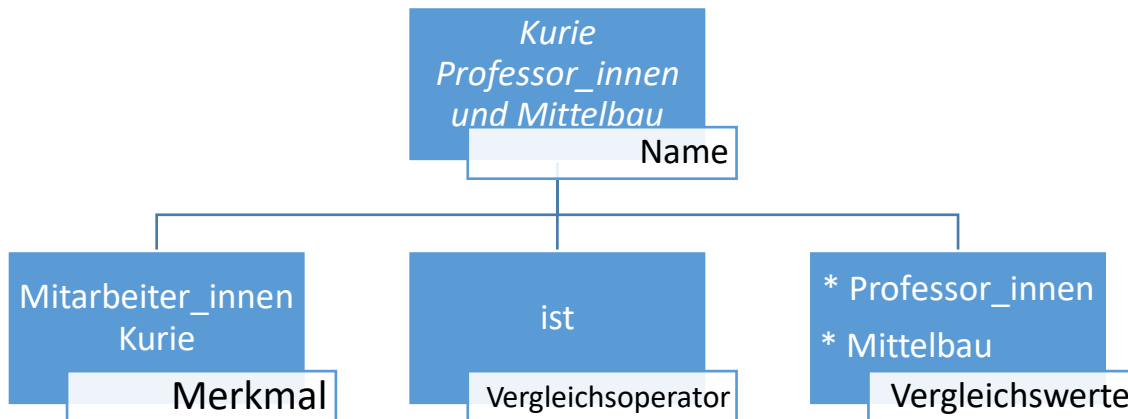 Kurie
Professor_innen
und Mittelbau
Name
Mitarbeiter_innen
Kurie
Merkmal
ist
Vergleichsoperator
* Professor_innen
* Mittelbau
Vergleichswerte